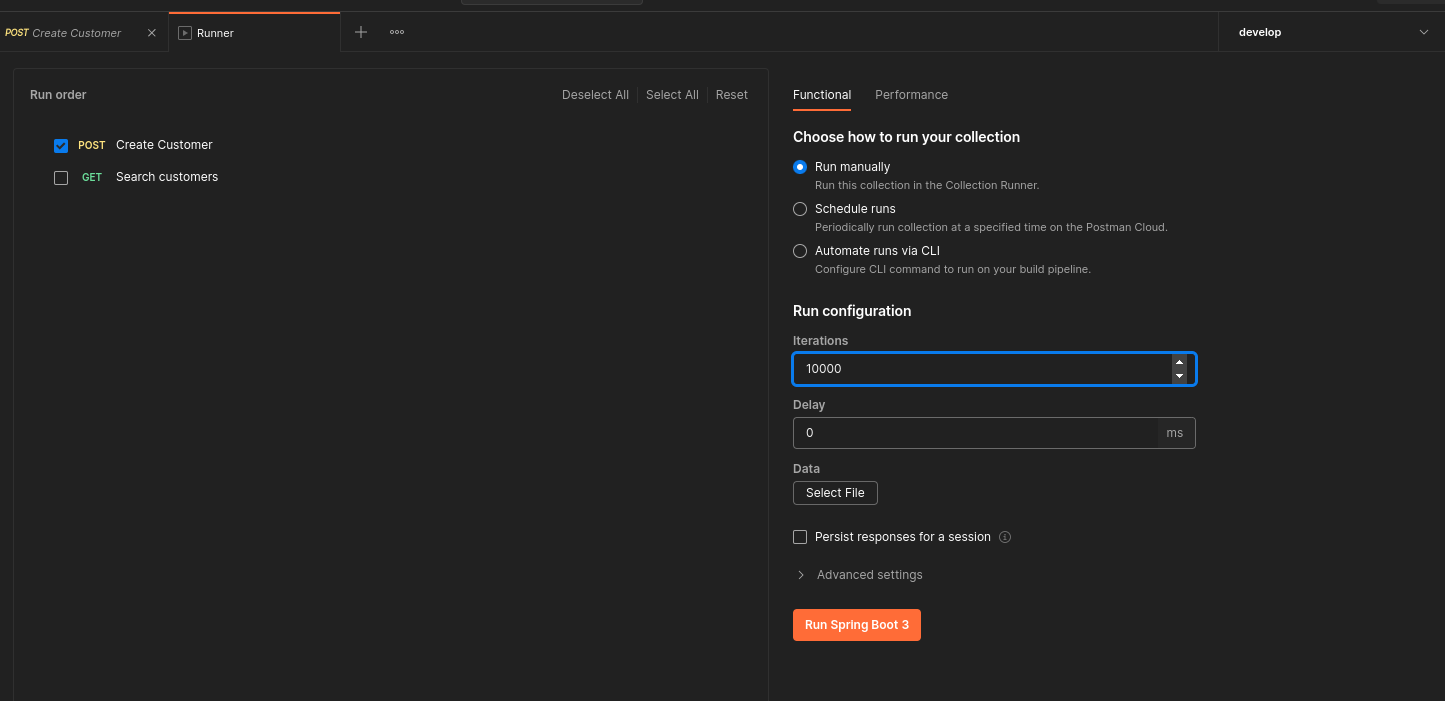 POST Create Customer
Runner
develop
Run order
Deselect All
Select All
Reset
POST Create Customer
GET Search customers
Functional
Performance
Choose how to run your collection
Run manually
Run this collection in the Collection Runner.
Schedule runs
Periodically run collection at a specified time on the Postman Cloud.
Automate runs via CLI
Configure CLI command to run on your build pipeline.
Run configuration
Iterations
10000
Delay
0 ms
Data
Select File
Persist responses for a session
Advanced settings
Run Spring Boot 3